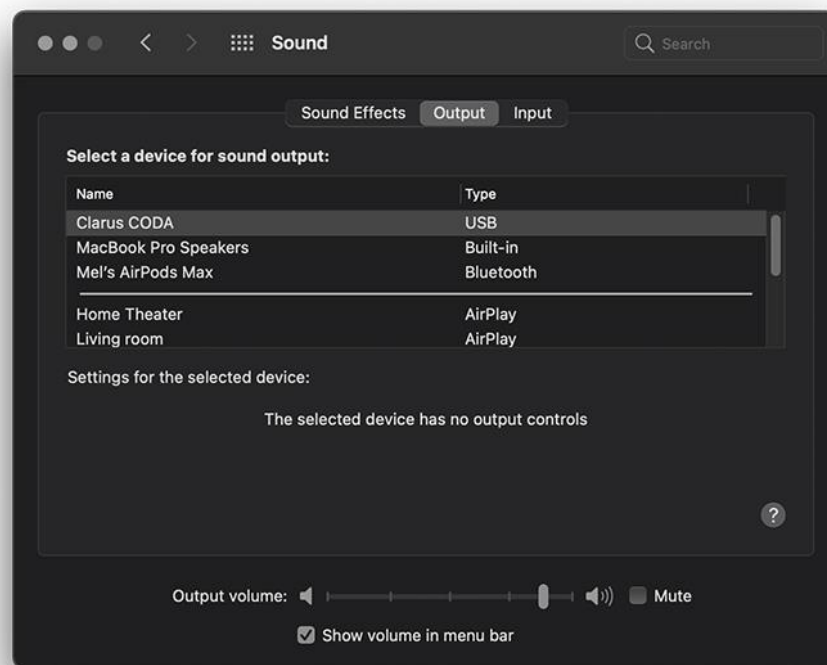 Sound
Search
Sound Effects Output Input
Select a device for sound output:
Name Type
Clarus CODA USB
MacBook Pro Speakers Built-in
Mel's AirPods Max Bluetooth
Home Theater AirPlay
Living room AirPlay
Settings for the selected device:
The selected device has no output controls
?
Output volume: Mute
Show volume in menu bar